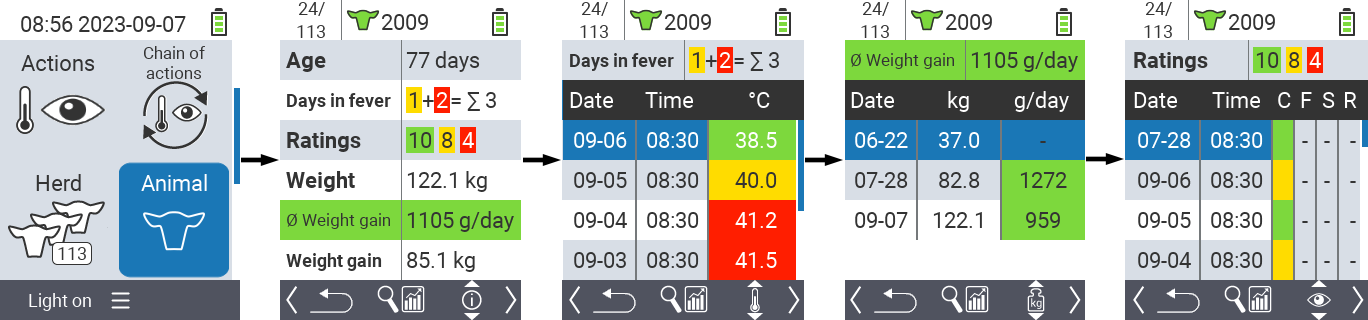 08:56 2023-09-07
Actions
Chain of
actions
Herd
113
Animal
Light on
24/
113
2009
Age 77 days
Days in fever 1+2= ∑ 3
Ratings 10 8 4
Weight 122.1 kg
Ø Weight gain 1105 g/day
Weight gain 85.1 kg
24/
113
2009
Days in fever 1+2= ∑ 3
Date Time °C
09-06 08:30 38.5
09-05 08:30 40.0
09-04 08:30 41.2
09-03 08:30 41.5
24/
113
2009
Ø Weight gain 1105 g/day
Date kg g/day
06-22 37.0 -
07-28 82.8 1272
09-07 122.1 959
kg
24/
113
2009
Ratings 10 8 4
Date Time C F S R
07-28 08:30 - - -
09-06 08:30 - - -
09-05 08:30 - - -
09-04 08:30 - - -